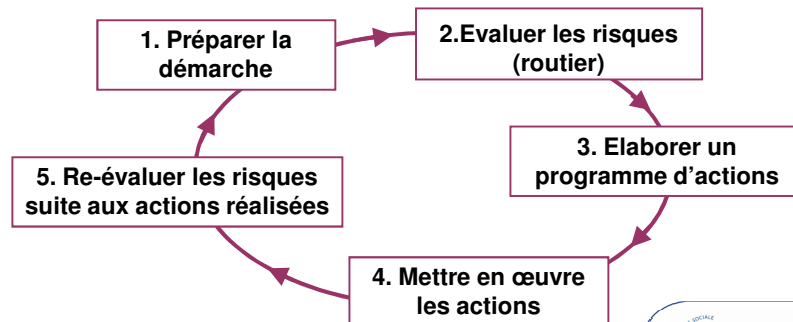 1. Préparer la
démarche
2.Evaluer les risques
(routier)
3. Elaborer un
programme d’actions
4. Mettre en œuvre
les actions
5. Re-évaluer les risques
suite aux actions réalisées
SOCIALE